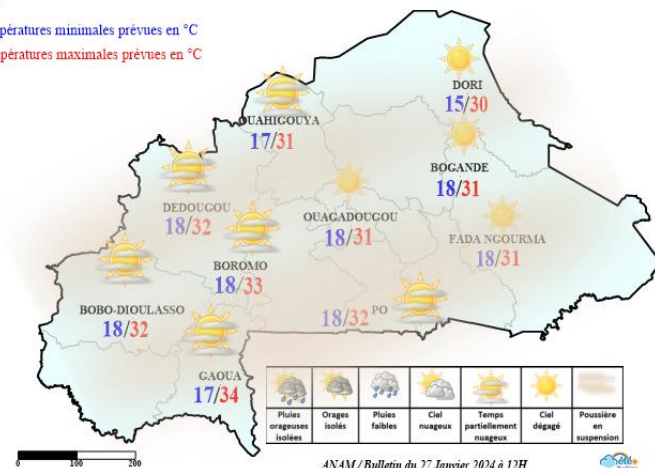 pératures minimales prévues en °C
pératures maximales prévues en °C
DORI
15/30
OUAHIGOUYA
17/31
BOGANDE
18/31
DEDOUGOU
18/32
OUAGADOUGOU
18/31
FADA NGOURMA
18/31
BOROMO
18/33
BOBO-DIOULASSO
18/32
18/32 PO
GAOUA
17/34
Pluies orageuses isolées
Orages isolés
Pluies faibles
Ciel nuageux
Temps partiellement nuageux
Ciel dégagé
Poussière en suspension
0 100 200
ANAM / Bulletin du 27 Janvier 2024 à 12H